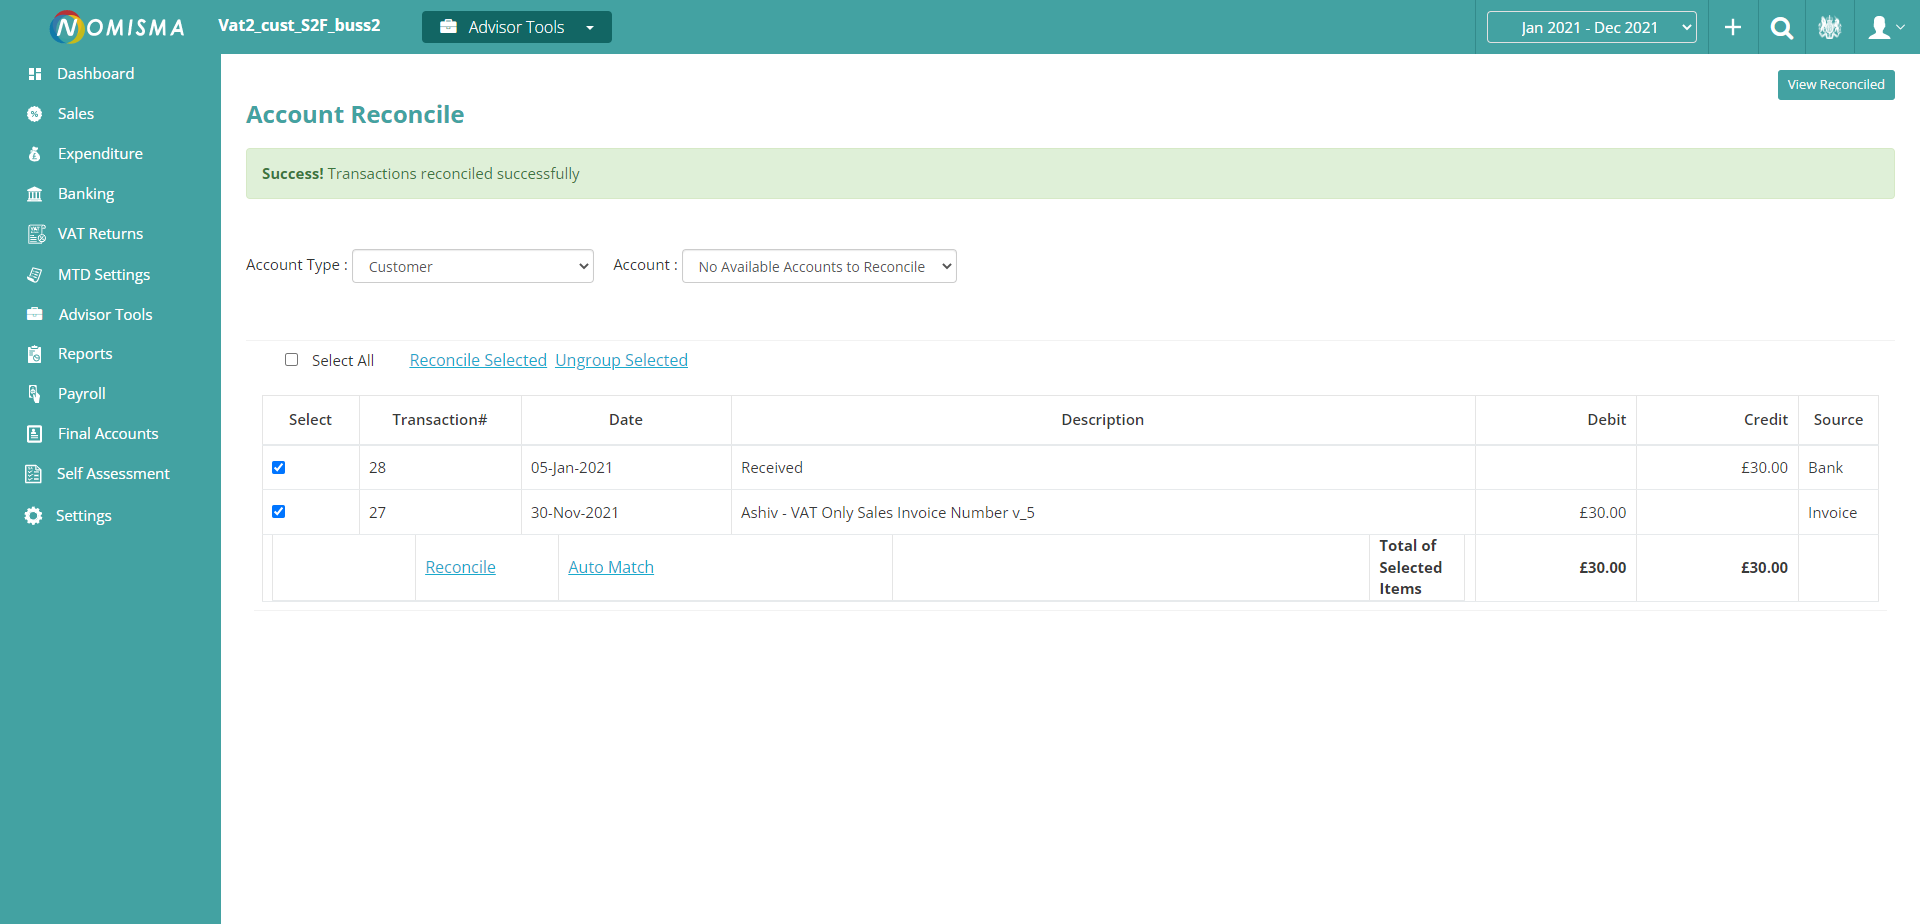 NOMISMA
Vat2_cust_S2F_buss2
Advisor Tools
Jan 2021 - Dec 2021
Dashboard
Sales
Expenditure
Banking
VAT Returns
MTD Settings
Advisor Tools
Reports
Payroll
Final Accounts
Self Assessment
Settings
View Reconciled
Account Reconcile
Success! Transactions reconciled successfully
Account Type : Customer Account : No Available Accounts to Reconcile
Select All Reconcile Selected Ungroup Selected
Select Transaction# Date Description Debit Credit Source
28 05-Jan-2021 Received £30.00 Bank
27 30-Nov-2021 Ashiv - VAT Only Sales Invoice Number v_5 £30.00 Invoice
Reconcile Auto Match
Total of
Selected
Items
£30.00 £30.00